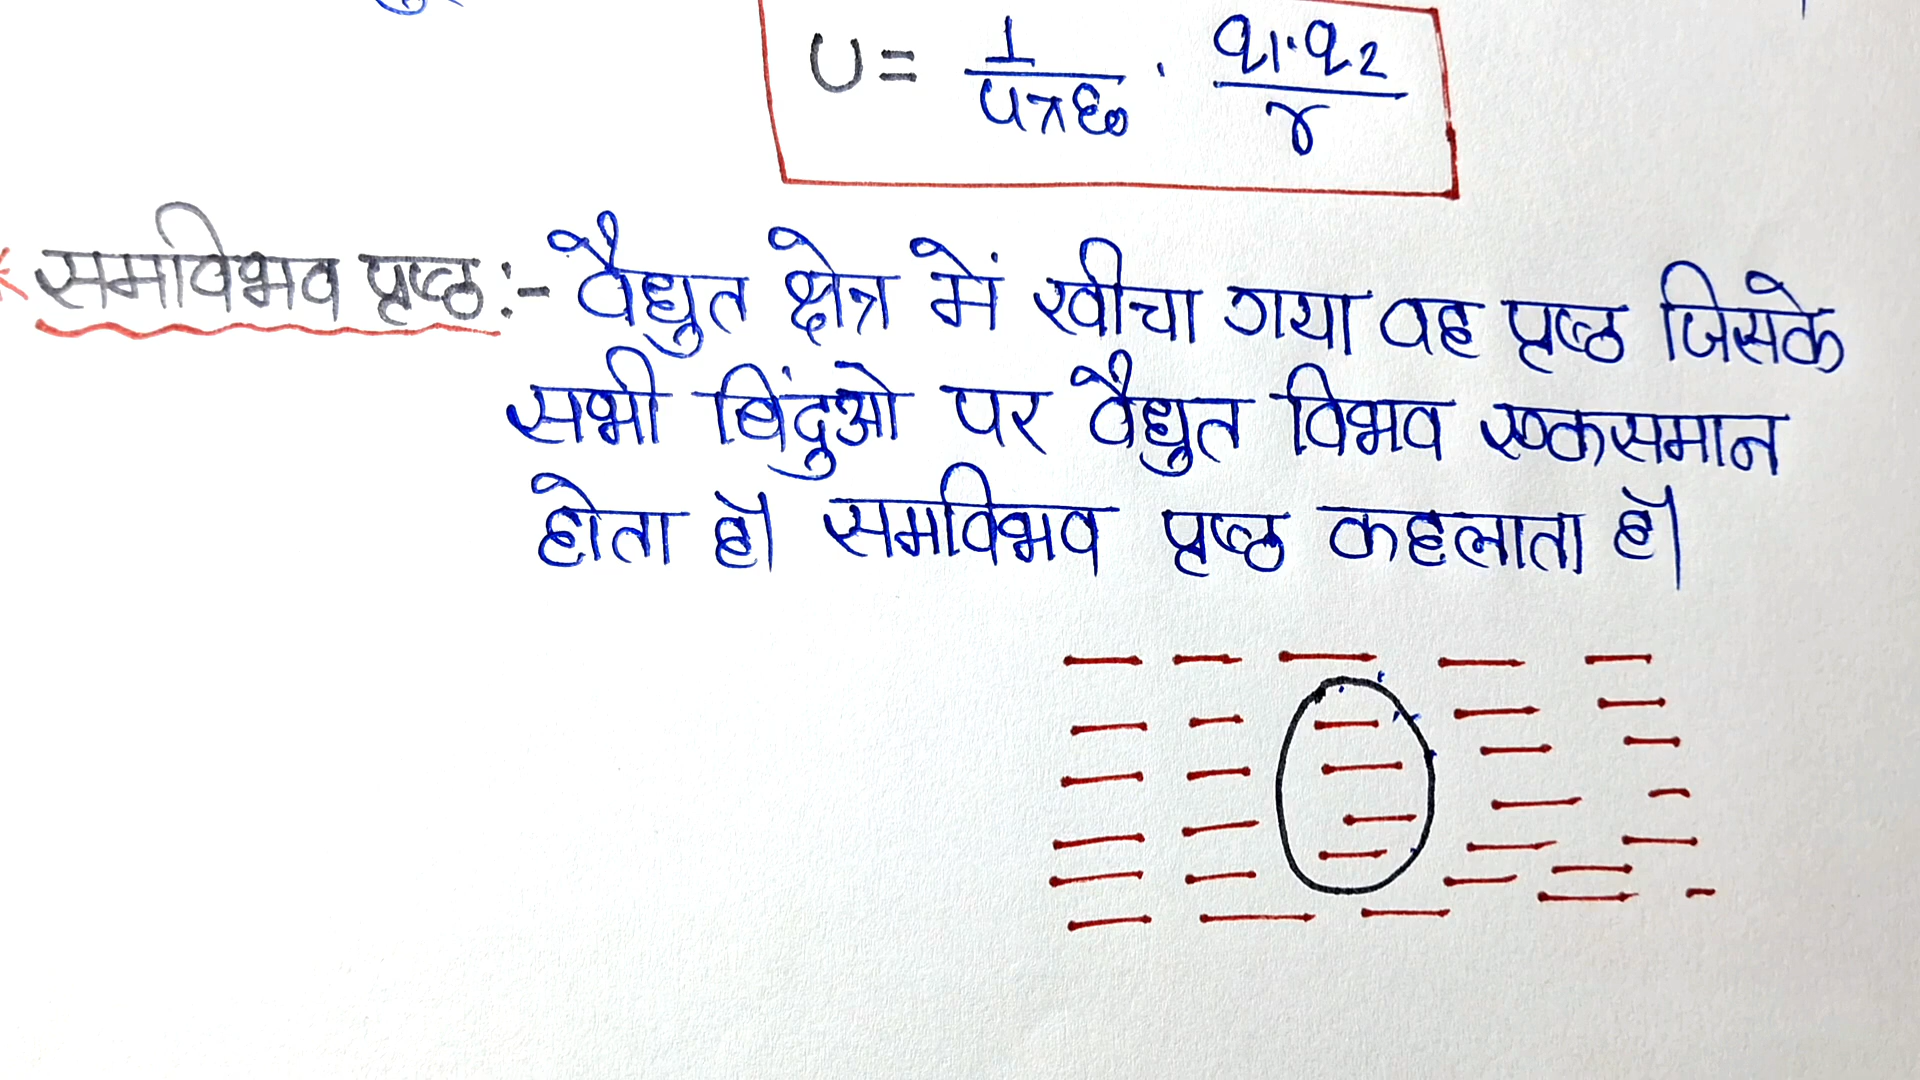 U = 1/4πε₀ · q1.q2/r
समविभव पृष्ठ:- वैधुत क्षेत्र में खीचा गया वह पृष्ठ जिसके
सभी बिंदुओ पर वैधुत विभव एकसमान
होता है। समविभव पृष्ठ कहलाता है।